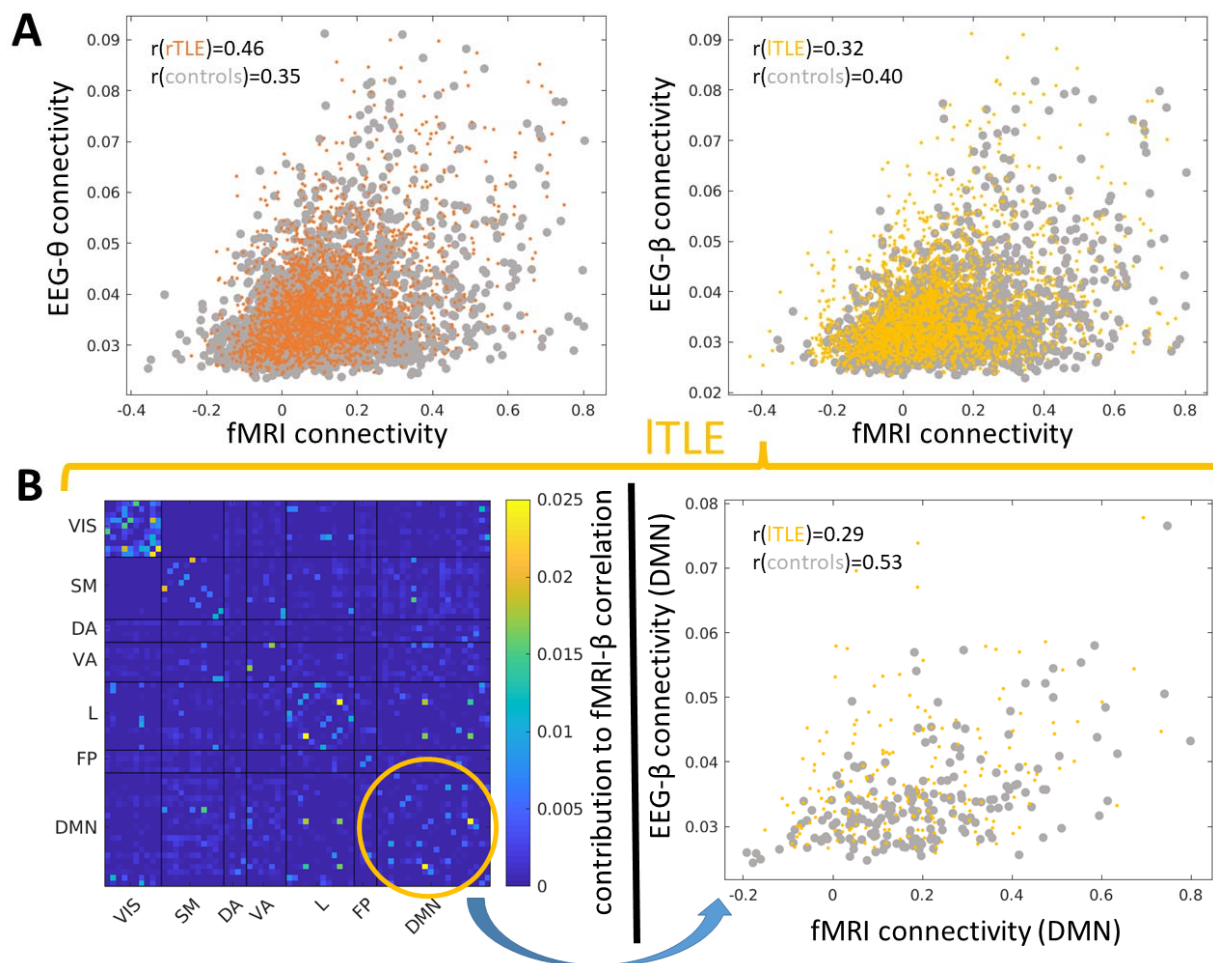 A
r(rTLE)=0.46
r(controls)=0.35
EEG-θ connectivity
0.09
0.08
0.07
0.06
0.05
0.04
0.03
-0.4 -0.2 0 0.2 0.4 0.6 0.8
fMRI connectivity
r(lTLE)=0.32
r(controls)=0.40
EEG-β connectivity
0.09
0.08
0.07
0.06
0.05
0.04
0.03
0.02
-0.4 -0.2 0 0.2 0.4 0.6 0.8
fMRI connectivity
lTLE
B
VIS
SM
DA
VA
L
FP
DMN
VIS SM DA VA L FP DMN
0.025
0.02
0.015
0.01
0.005
0
contribution to fMRI-β correlation
r(lTLE)=0.29
r(controls)=0.53
EEG-β connectivity (DMN)
0.08
0.07
0.06
0.05
0.04
0.03
-0.2 0 0.2 0.4 0.6 0.8
fMRI connectivity (DMN)